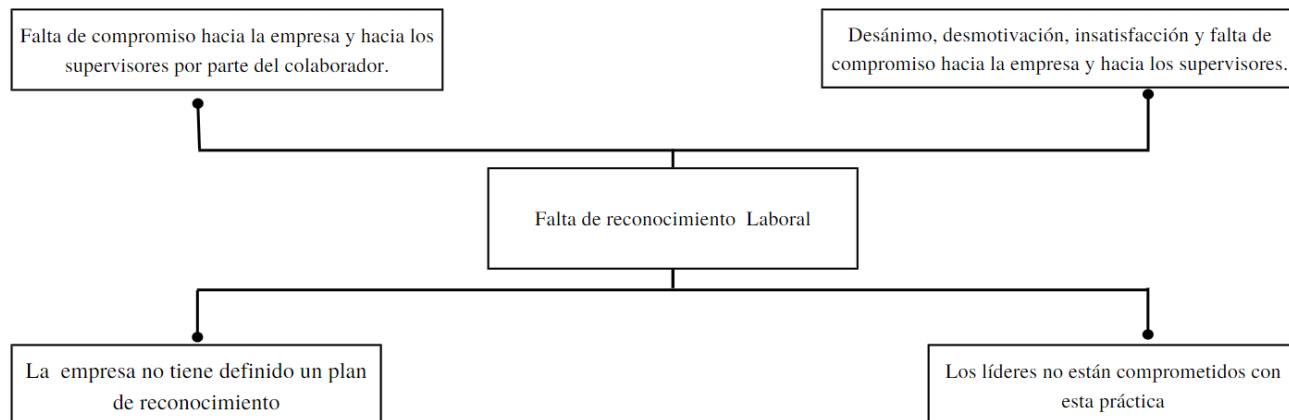 Falta de compromiso hacia la empresa y hacia los
supervisores por parte del colaborador.
Desánimo, desmotivación, insatisfacción y falta de
compromiso hacia la empresa y hacia los supervisores.
Falta de reconocimiento Laboral
La empresa no tiene definido un plan
de reconocimiento
Los líderes no están comprometidos con
esta práctica